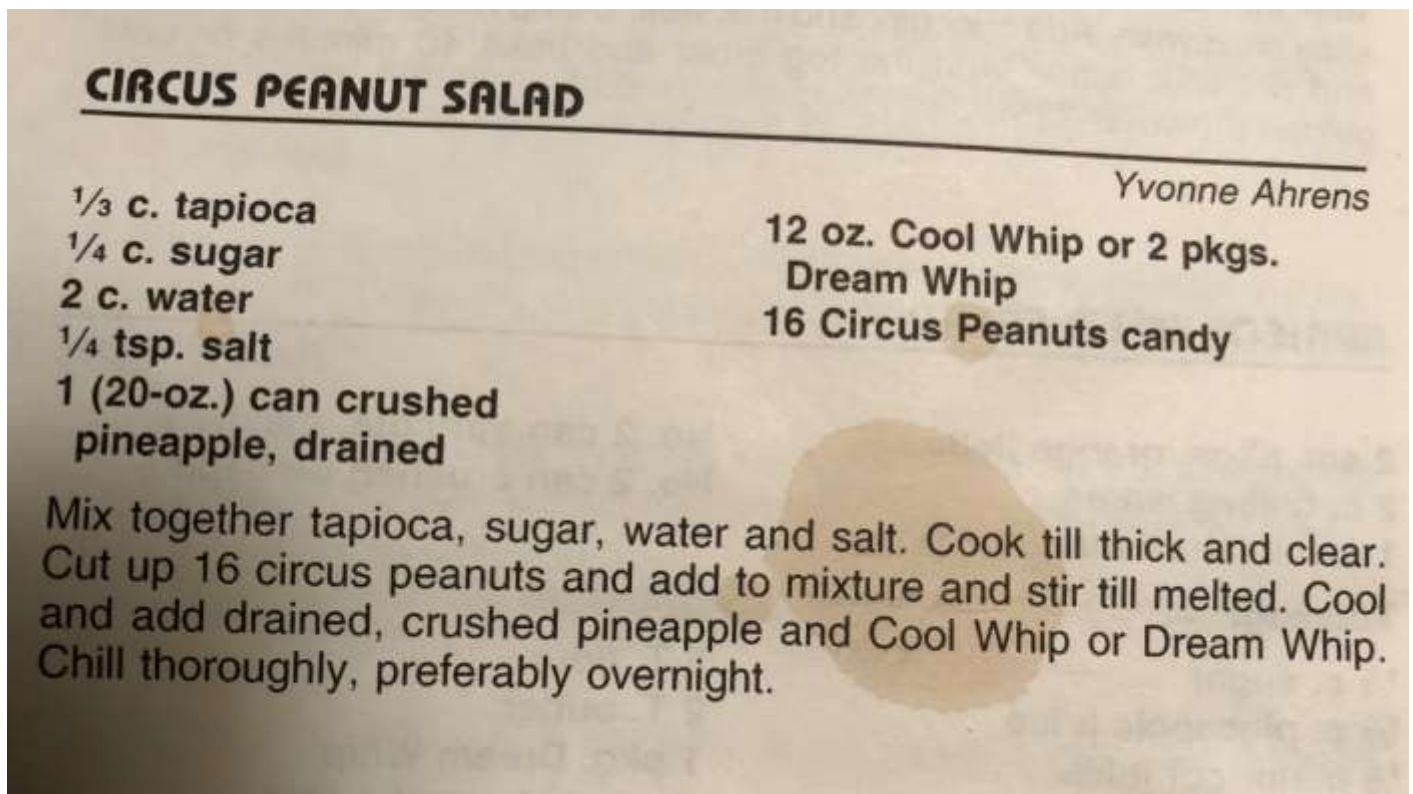 CIRCUS PEANUT SALAD
Yvonne Ahrens
1/3 c. tapioca
1/4 c. sugar
2 c. water
1/4 tsp. salt
1 (20-oz.) can crushed
pineapple, drained
12 oz. Cool Whip or 2 pkgs.
Dream Whip
16 Circus Peanuts candy
Mix together tapioca, sugar, water and salt. Cook till thick and clear.
Cut up 16 circus peanuts and add to mixture and stir till melted. Cool
and add drained, crushed pineapple and Cool Whip or Dream Whip.
Chill thoroughly, preferably overnight.